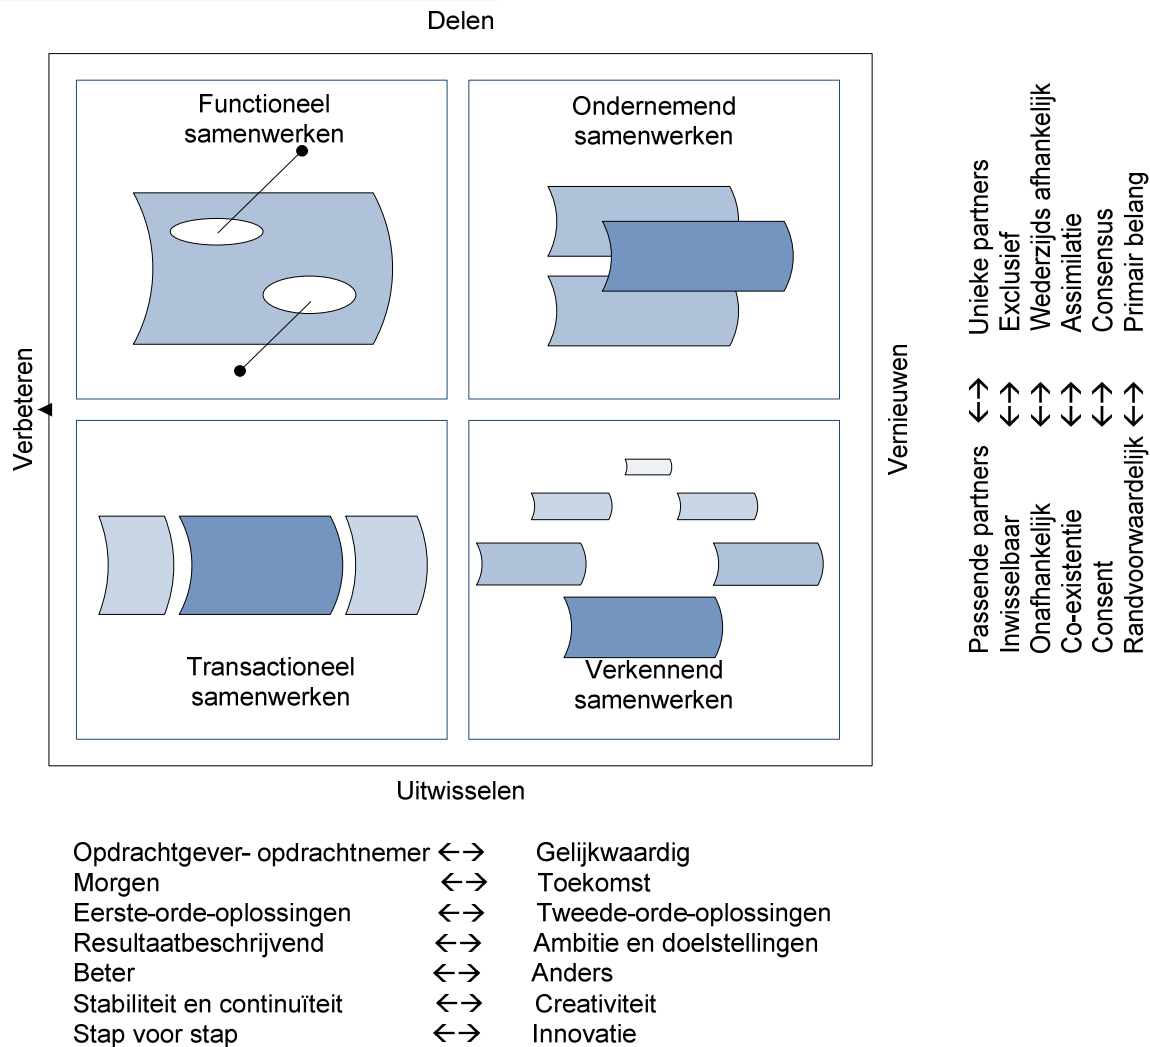 Delen
Functioneel
samenwerken
Ondernemend
samenwerken
Verbeteren
Vernieuwen
Transactioneel
samenwerken
Verkennend
samenwerken
Uitwisselen
Passende partners ←→ Unieke partners
Inwisselbaar ←→ Exclusief
Onafhankelijk ←→ Wederzijds afhankelijk
Co-existentie ←→ Assimilatie
Consent ←→ Consensus
Randvoorwaardelijk ←→ Primair belang
Opdrachtgever- opdrachtnemer ←→ Gelijkwaardig
Morgen ←→ Toekomst
Eerste-orde-oplossingen ←→ Tweede-orde-oplossingen
Resultaatbeschrijvend ←→ Ambitie en doelstellingen
Beter ←→ Anders
Stabiliteit en continuïteit ←→ Creativiteit
Stap voor stap ←→ Innovatie